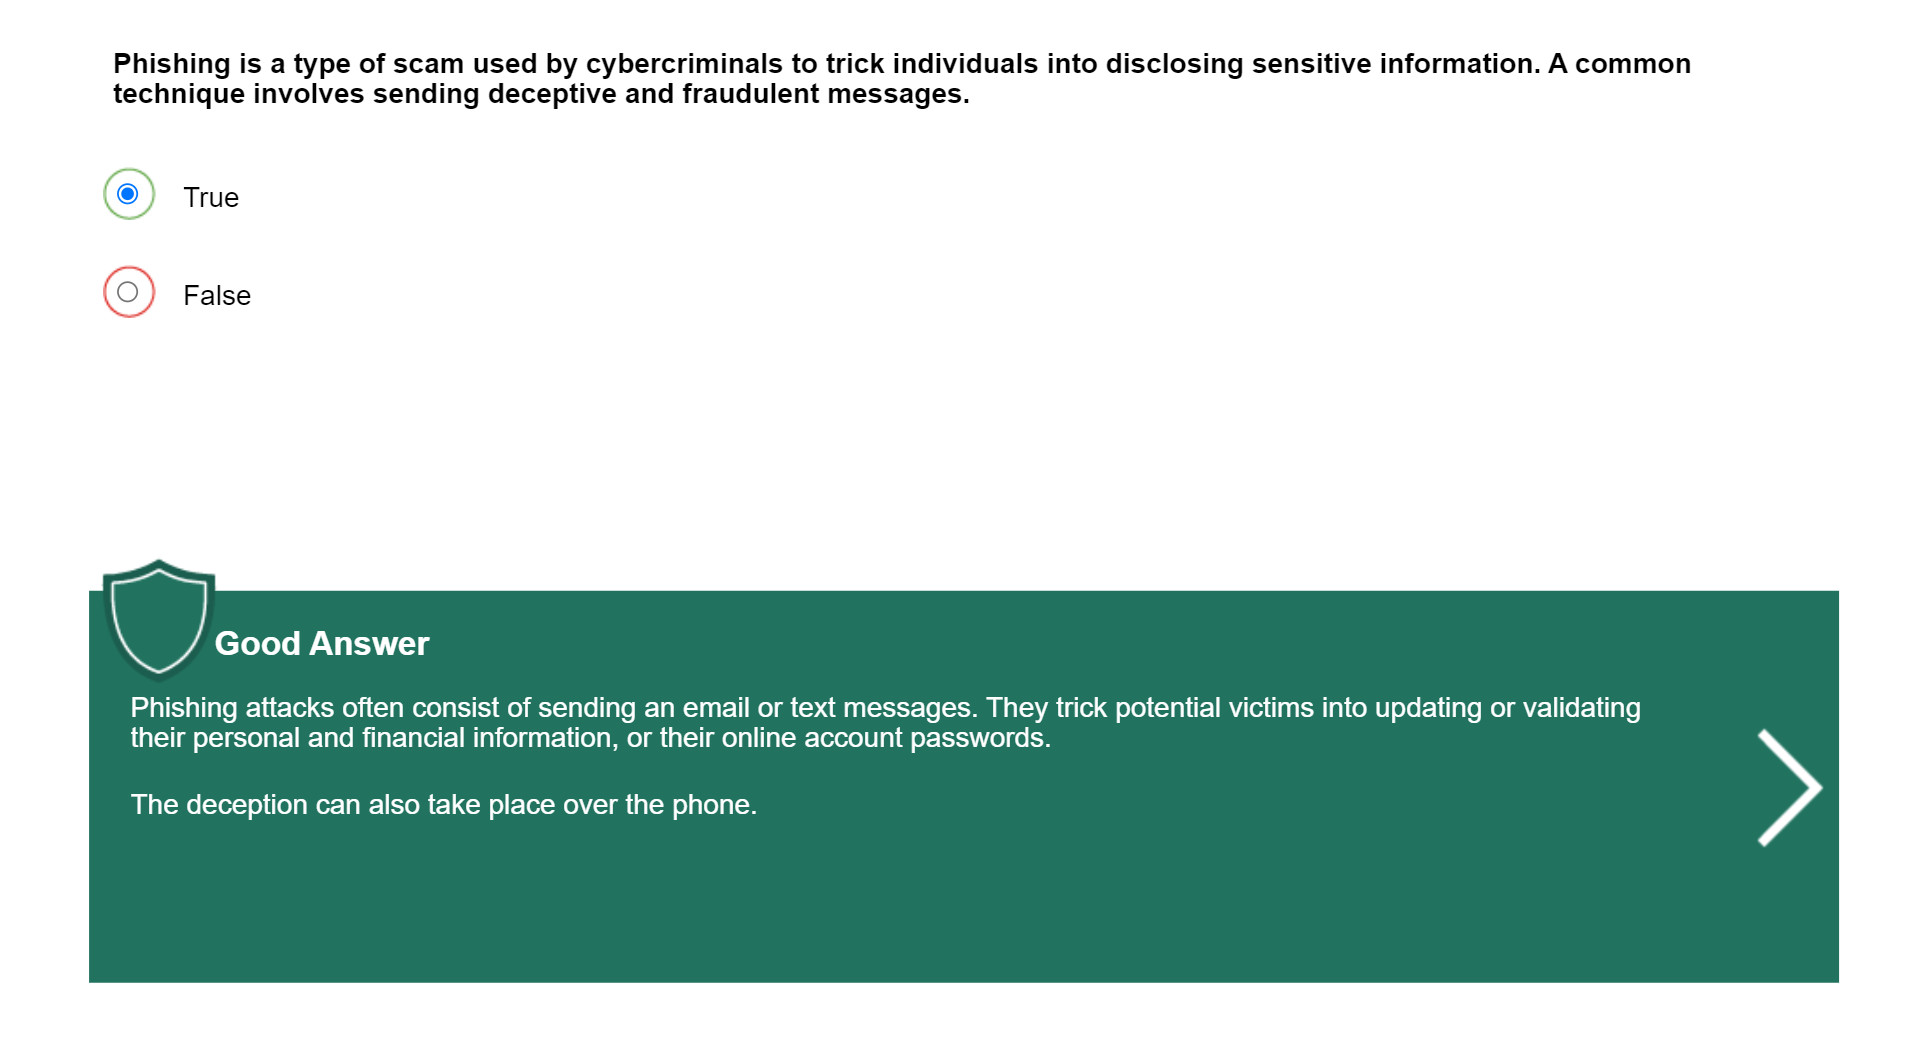 Phishing is a type of scam used by cybercriminals to trick individuals into disclosing sensitive information. A common
technique involves sending deceptive and fraudulent messages.
True
False
Good Answer
Phishing attacks often consist of sending an email or text messages. They trick potential victims into updating or validating
their personal and financial information, or their online account passwords.
The deception can also take place over the phone.